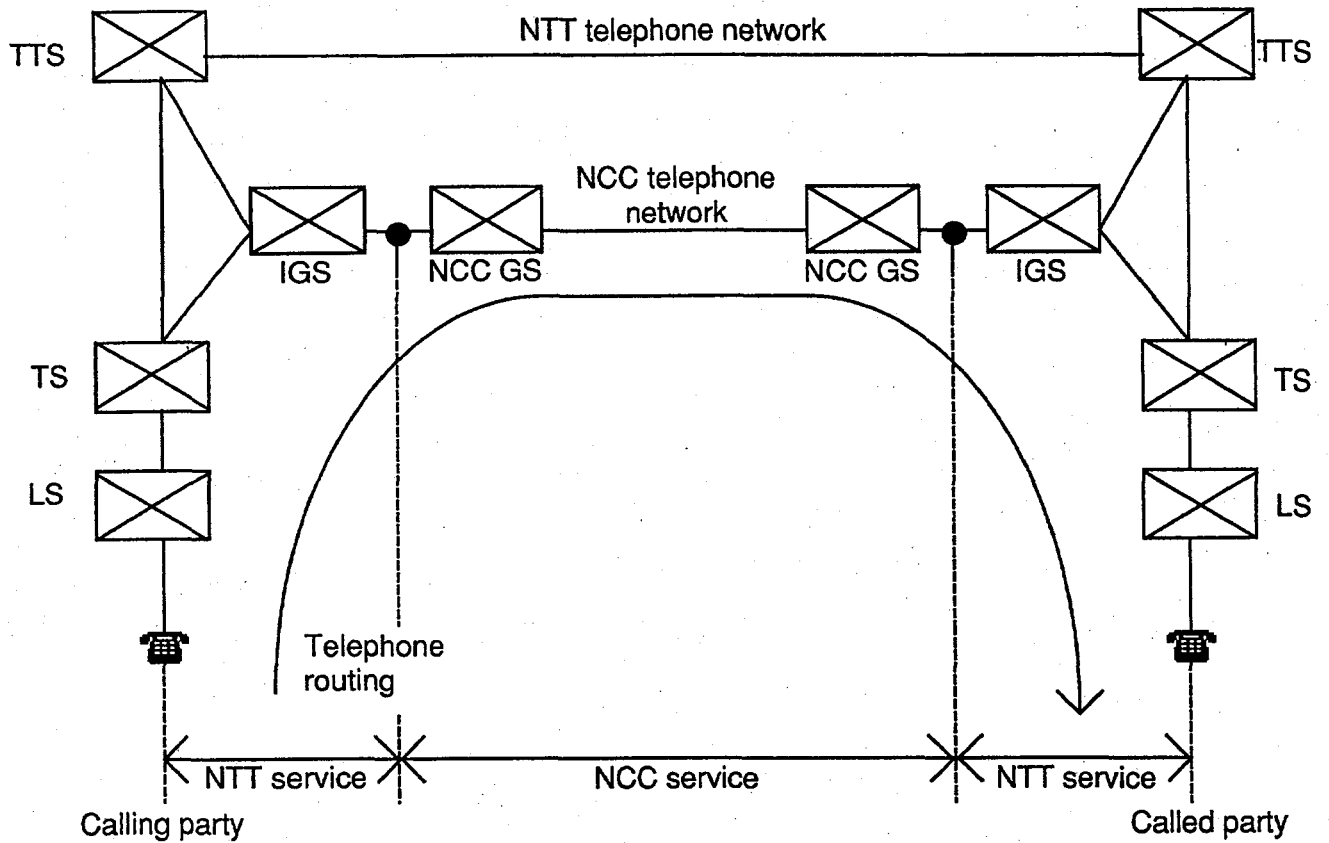 NTT telephone network
TTS
TTS
NCC telephone
network
IGS
NCC GS
NCC GS
IGS
TS
TS
LS
LS
Telephone
routing
NTT service
NCC service
NTT service
Calling party
Called party